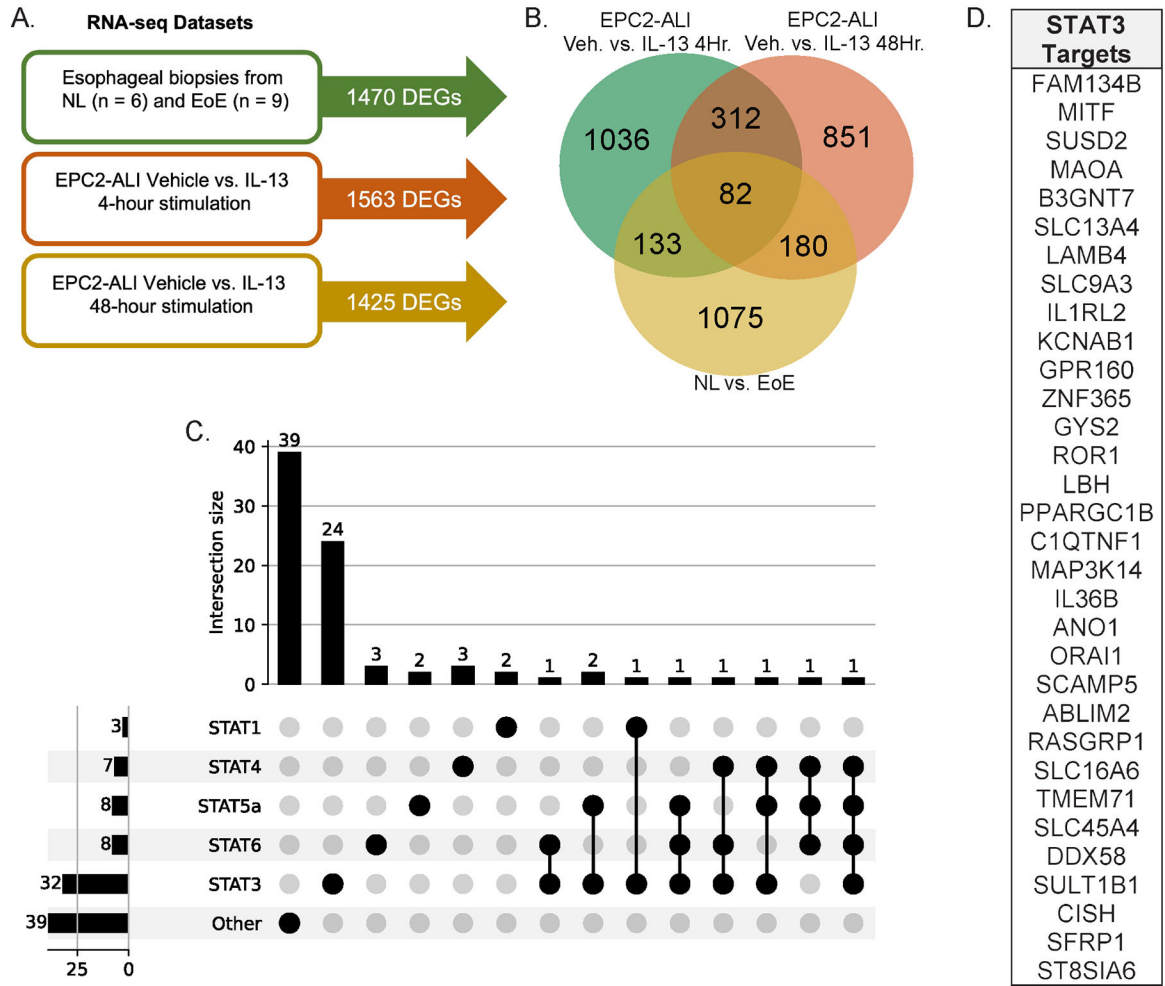 A.
RNA-seq Datasets
Esophageal biopsies from
NL (n = 6) and EoE (n = 9)
1470 DEGs
EPC2-ALI Vehicle vs. IL-13
4-hour stimulation
1563 DEGs
EPC2-ALI Vehicle vs. IL-13
48-hour stimulation
1425 DEGs
B.
EPC2-ALI
Veh. vs. IL-13 4Hr.
EPC2-ALI
Veh. vs. IL-13 48Hr.
1036
312
851
82
133
180
1075
NL vs. EoE
C.
Intersection size
40
30
20
10
0
39
24
3
2
3
2
1
2
1
1
1
1
1
1
3
STAT1
7
STAT4
8
STAT5a
8
STAT6
32
STAT3
39
Other
25
0
D.
STAT3
Targets
FAM134B
MITF
SUSD2
MAOA
B3GNT7
SLC13A4
LAMB4
SLC9A3
IL1RL2
KCNAB1
GPR160
ZNF365
GYS2
ROR1
LBH
PPARGC1B
C1QTNF1
MAP3K14
IL36B
ANO1
ORAI1
SCAMP5
ABLIM2
RASGRP1
SLC16A6
TMEM71
SLC45A4
DDX58
SULT1B1
CISH
SFRP1
ST8SIA6